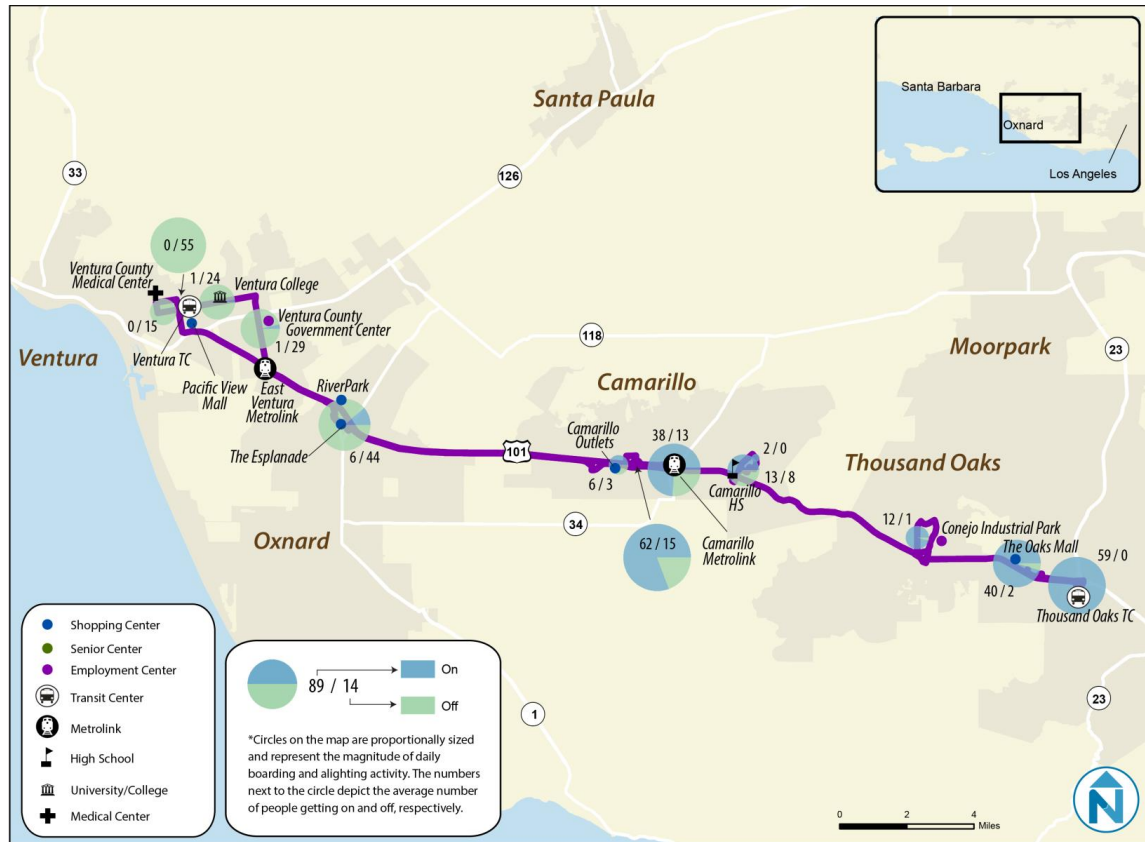 Santa Paula
Santa Barbara
Oxnard
Los Angeles
33
126
0 / 55
Ventura County
Medical Center
1 / 24
Ventura College
Ventura County
Government Center
0 / 15
1 / 29
Ventura TC
118
Moorpark
23
Ventura
Pacific View
Mall
East
Ventura
Metrolink
RiverPark
Camarillo
The Esplanade
6 / 44
101
Camarillo
Outlets
6 / 3
38 / 13
2 / 0
13 / 8
Camarillo
HS
Thousand Oaks
Oxnard
34
62 / 15
Camarillo
Metrolink
12 / 1
Conejo Industrial Park
The Oaks Mall
59 / 0
40 / 2
Thousand Oaks TC
Shopping Center
Senior Center
Employment Center
Transit Center
Metrolink
High School
University/College
Medical Center
89 / 14
On
Off
*Circles on the map are proportionally sized
and represent the magnitude of daily
boarding and alighting activity. The numbers
next to the circle depict the average number
of people getting on and off, respectively.
1
23
0 2 4
Miles
N